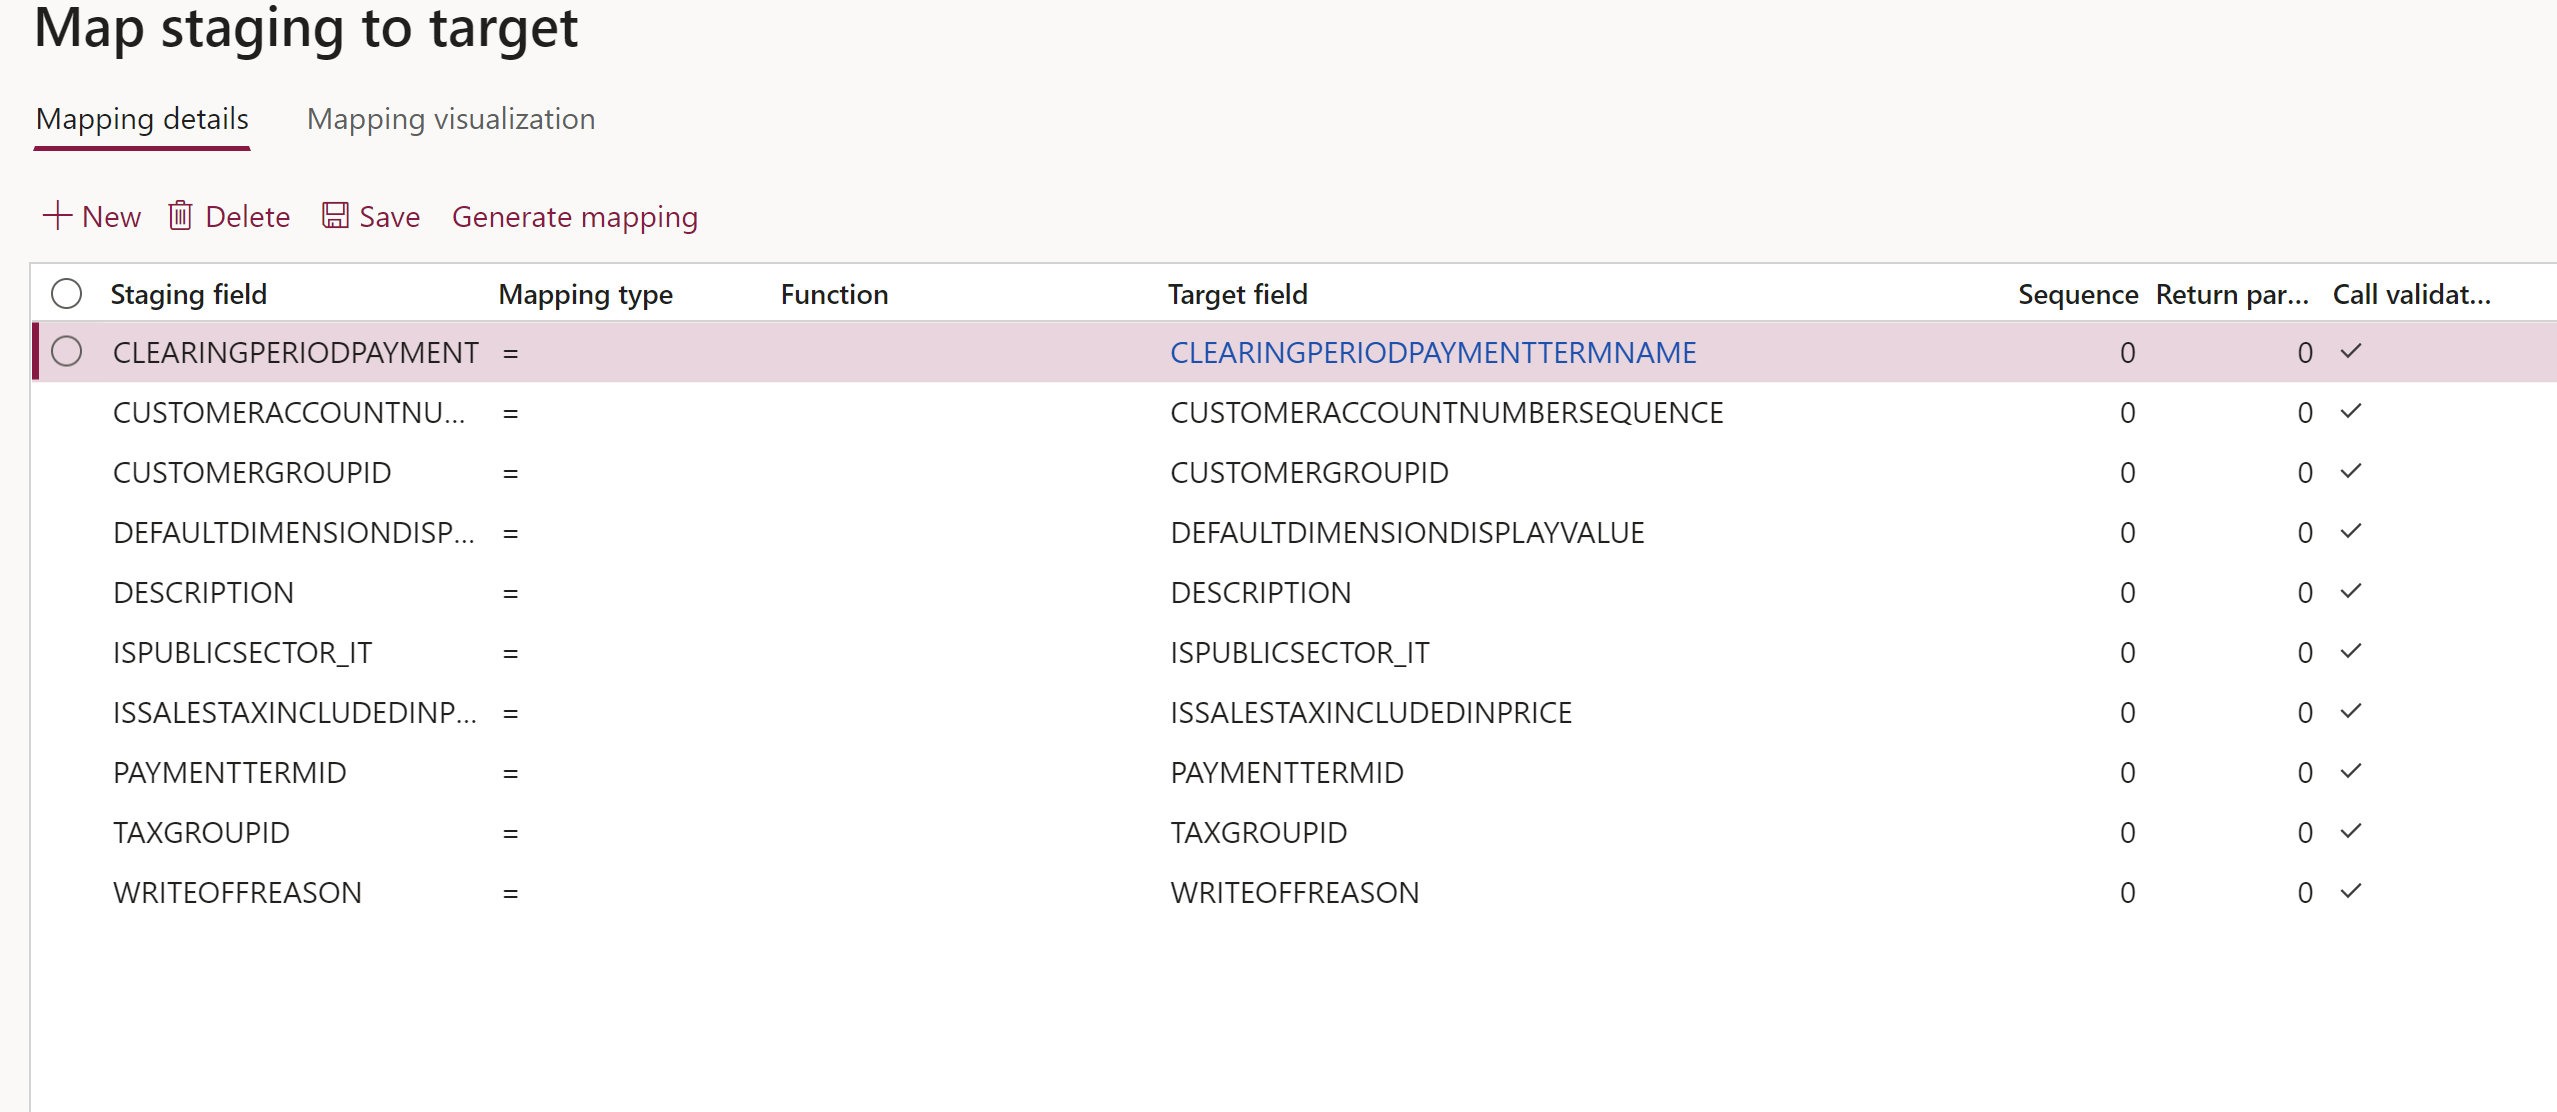 Map staging to target
Mapping details Mapping visualization
New Delete Save Generate mapping
Staging field Mapping type Function Target field Sequence Return par... Call validat...
CLEARINGPERIODPAYMENT = CLEARINGPERIODPAYMENTTERMNAME 0 0
CUSTOMERACCOUNTNU... = CUSTOMERACCOUNTNUMBERSEQUENCE 0 0
CUSTOMERGROUPID = CUSTOMERGROUPID 0 0
DEFAULTDIMENSIONDISP... = DEFAULTDIMENSIONDISPLAYVALUE 0 0
DESCRIPTION = DESCRIPTION 0 0
ISPUBLICSECTOR_IT = ISPUBLICSECTOR_IT 0 0
ISSALESTAXINCLUDEDINP... = ISSALESTAXINCLUDEDINPRICE 0 0
PAYMENTTERMID = PAYMENTTERMID 0 0
TAXGROUPID = TAXGROUPID 0 0
WRITEOFFREASON = WRITEOFFREASON 0 0